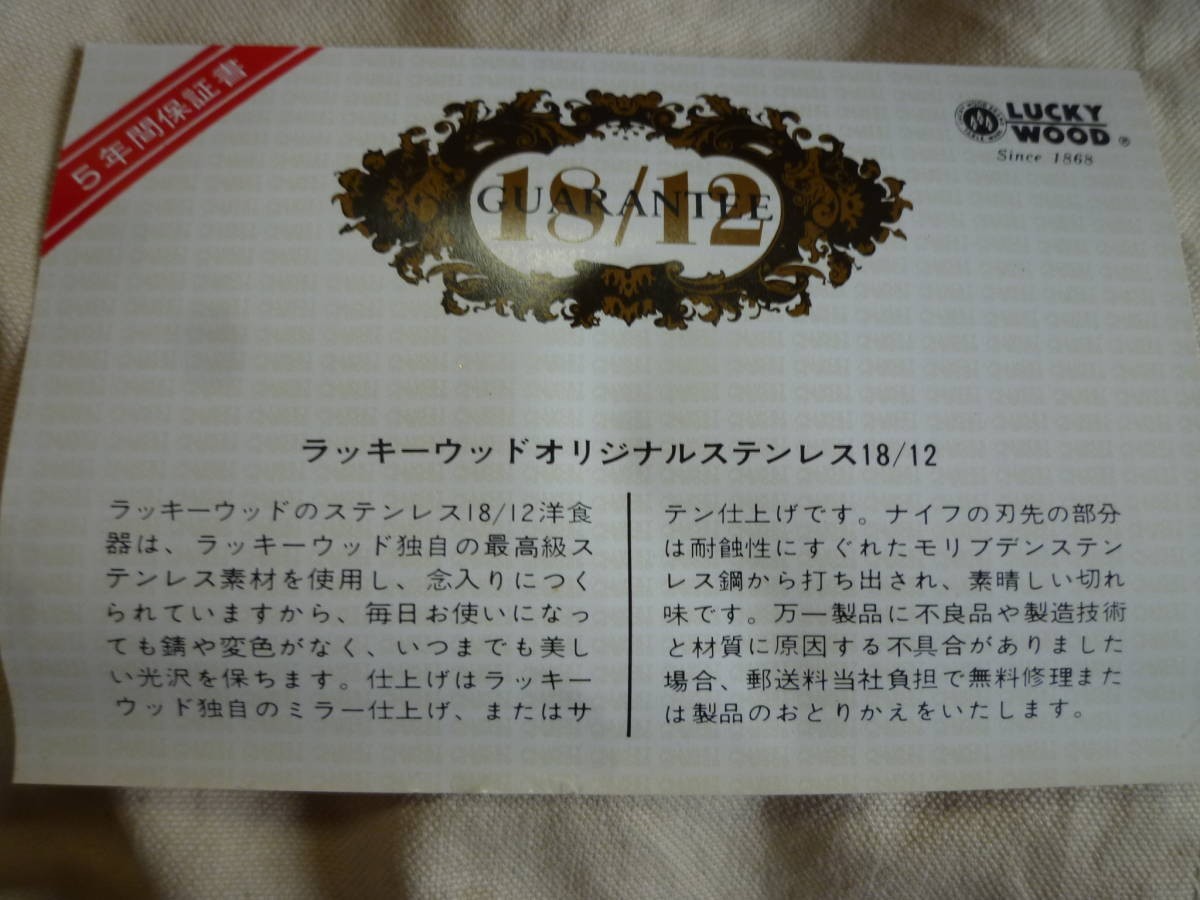 5年間保証書
18/12
GUARANTEE
LUCKY
WOOD®
Since 1868
ラッキーウッドオリジナルステンレス18/12
ラッキーウッドのステンレス18/12洋食
器は、ラッキーウッド独自の最高級ス
テンレス素材を使用し、念入りにつく
られていますから、毎日お使いになっ
ても錆や変色がなく、いつまでも美し
い光沢を保ちます。仕上げはラッキー
ウッド独自のミラー仕上げ、またはサ
テン仕上げです。ナイフの刃先の部分
は耐蝕性にすぐれたモリブデンステン
レス鋼から打ち出され、素晴しい切れ
味です。万一製品に不良品や製造技術
と材質に原因する不具合がありました
場合、郵送料当社負担で無料修理また
は製品のおとりかえをいたします。